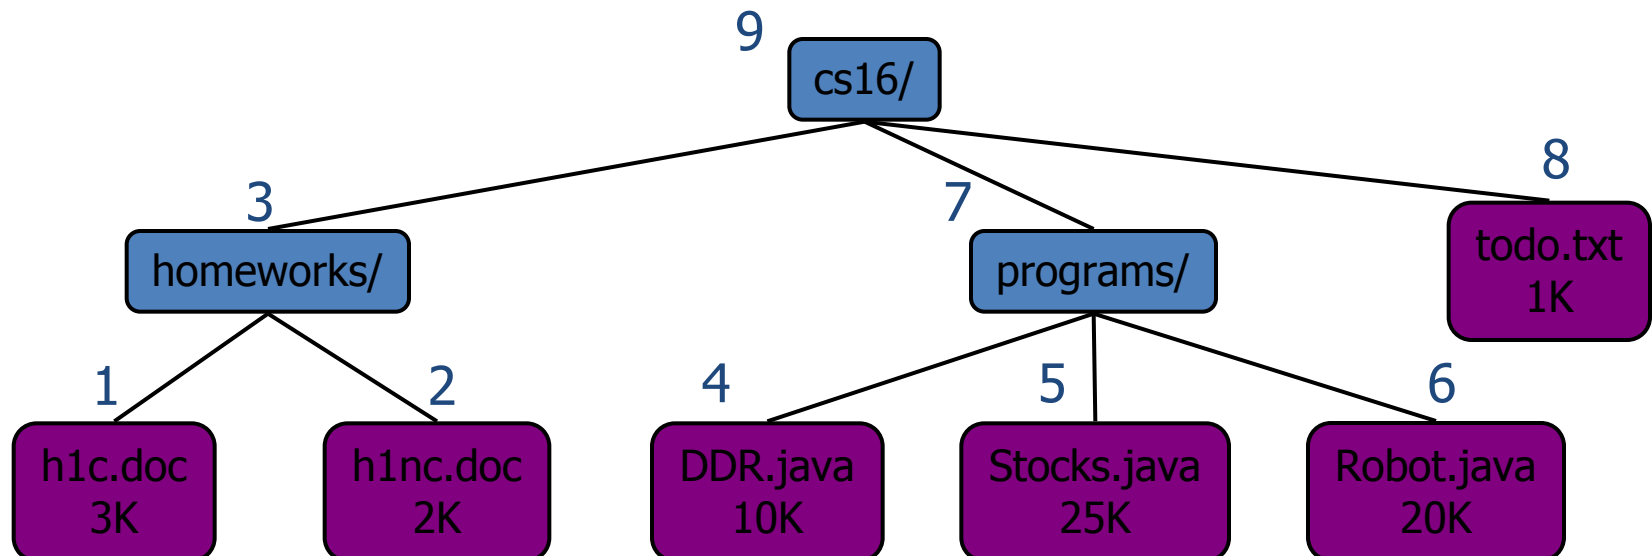 9
cs16/
8
3
7
todo.txt
1K
homeworks/
programs/
1
2
4
5
6
h1c.doc
3K
h1nc.doc
2K
DDR.java
10K
Stocks.java
25K
Robot.java
20K